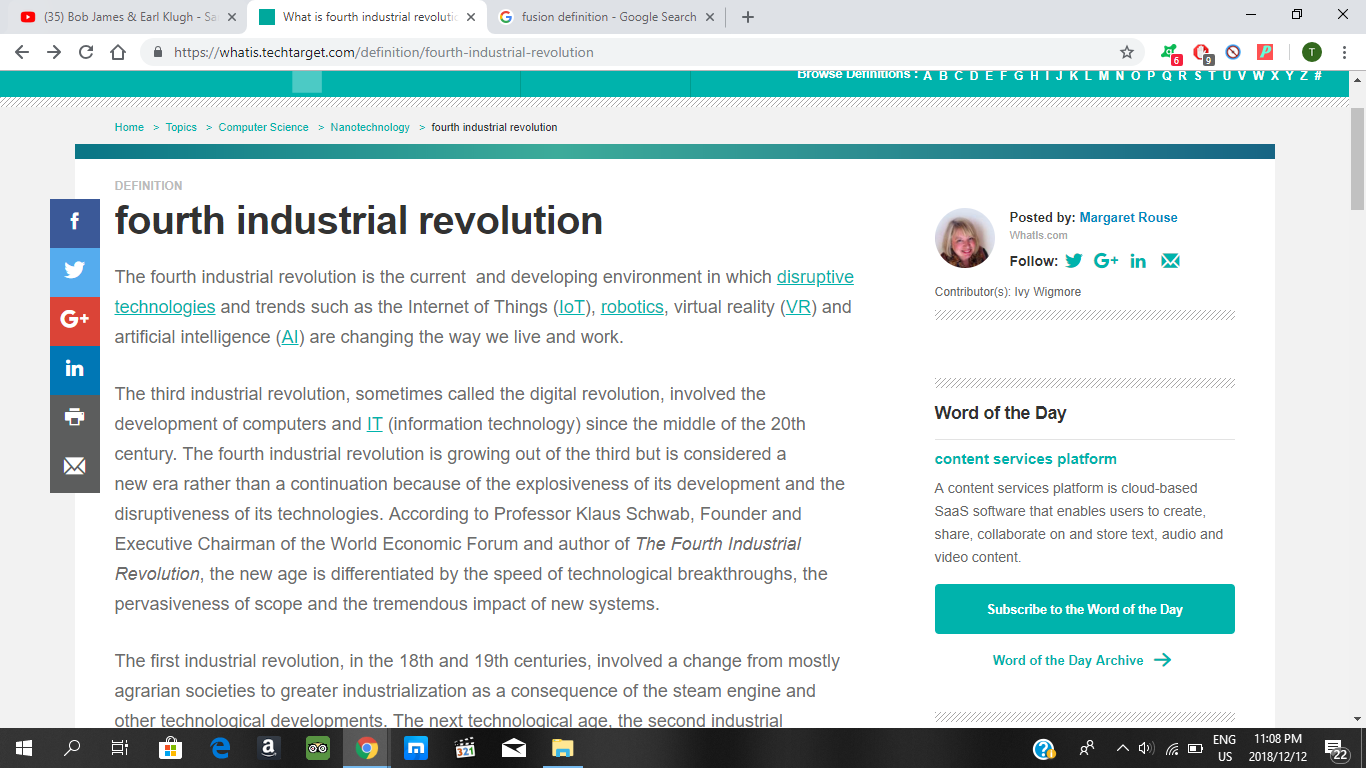 (35) Bob James & Earl Klugh - Sa
What is fourth industrial revolutio
fusion definition - Google Search
https://whatis.techtarget.com/definition/fourth-industrial-revolution
6
9
T
Browse Definitions : A B C D E F G H I J K L M N O P Q R S T U V W X Y Z #
Home > Topics > Computer Science > Nanotechnology > fourth industrial revolution
DEFINITION
fourth industrial revolution
The fourth industrial revolution is the current and developing environment in which disruptive
technologies and trends such as the Internet of Things (IoT), robotics, virtual reality (VR) and
artificial intelligence (AI) are changing the way we live and work.
The third industrial revolution, sometimes called the digital revolution, involved the
development of computers and IT (information technology) since the middle of the 20th
century. The fourth industrial revolution is growing out of the third but is considered a
new era rather than a continuation because of the explosiveness of its development and the
disruptiveness of its technologies. According to Professor Klaus Schwab, Founder and
Executive Chairman of the World Economic Forum and author of The Fourth Industrial
Revolution, the new age is differentiated by the speed of technological breakthroughs, the
pervasiveness of scope and the tremendous impact of new systems.
The first industrial revolution, in the 18th and 19th centuries, involved a change from mostly
agrarian societies to greater industrialization as a consequence of the steam engine and
other technological developments. The next technological age, the second industrial
f
G+
in
Posted by: Margaret Rouse
WhatIs.com
Follow: G+ in
Contributor(s): Ivy Wigmore
Word of the Day
content services platform
A content services platform is cloud-based
SaaS software that enables users to create,
share, collaborate on and store text, audio and
video content.
Subscribe to the Word of the Day
Word of the Day Archive
321
ENG
US
11:08 PM
2018/12/12
22